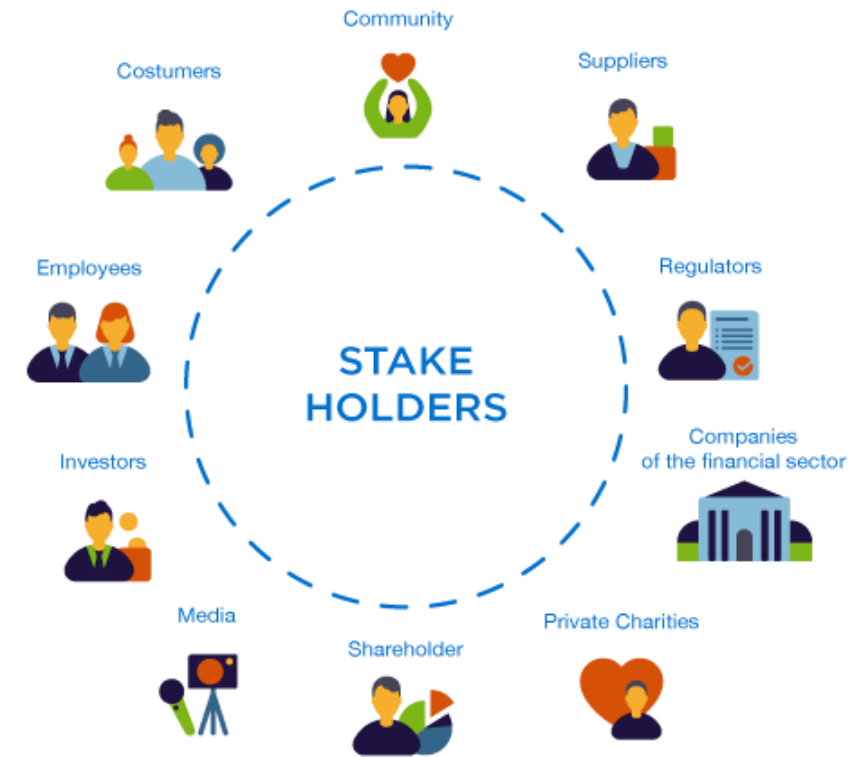 Community
Costumers
Suppliers
Employees
Regulators
STAKE
HOLDERS
Companies
of the financial sector
Investors
Media
Private Charities
Shareholder